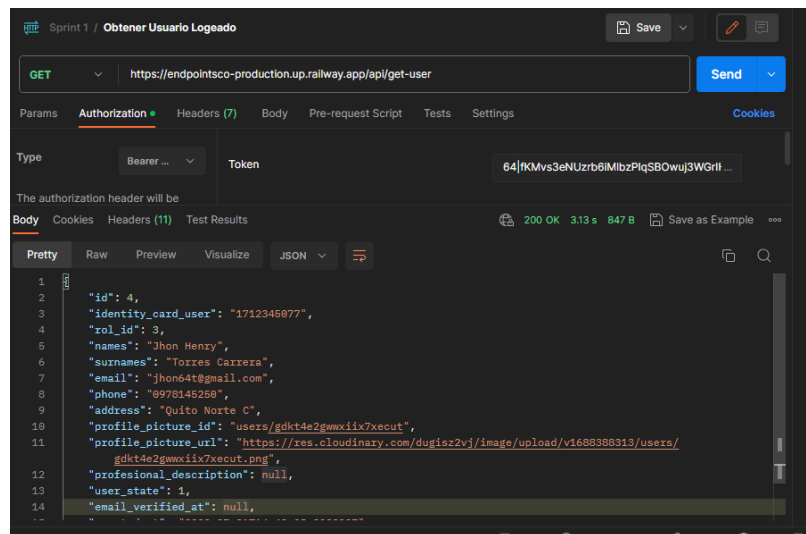 HTTP Sprint 1 / Obtener Usuario Logeado Save
GET https://endpointsco-production.up.railway.app/api/get-user Send
Params Authorization Headers (7) Body Pre-request Script Tests Settings Cookies
Type Bearer ... Token 64|fKMvs3eNUzrb6iMlbzPIqSBOwuj3WGrlH ...
The authorization header will be
Body Cookies Headers (11) Test Results 200 OK 3.13 s 847 B Save as Example
Pretty Raw Preview Visualize JSON
1 {
2 "id": 4,
3 "identity_card_user": "1712345077",
4 "rol_id": 3,
5 "names": "Jhon Henry",
6 "surnames": "Torres Carrera",
7 "email": "jhon64t@gmail.com",
8 "phone": "0978145250",
9 "address": "Quito Norte C",
10 "profile_picture_id": "users/gdkt4e2gwwxiix7xecut",
11 "profile_picture_url": "https://res.cloudinary.com/dugisz2vj/image/upload/v1688388313/users/
gdkt4e2gwwxiix7xecut.png",
12 "profesional_description": null,
13 "user_state": 1,
14 "email_verified_at": null,